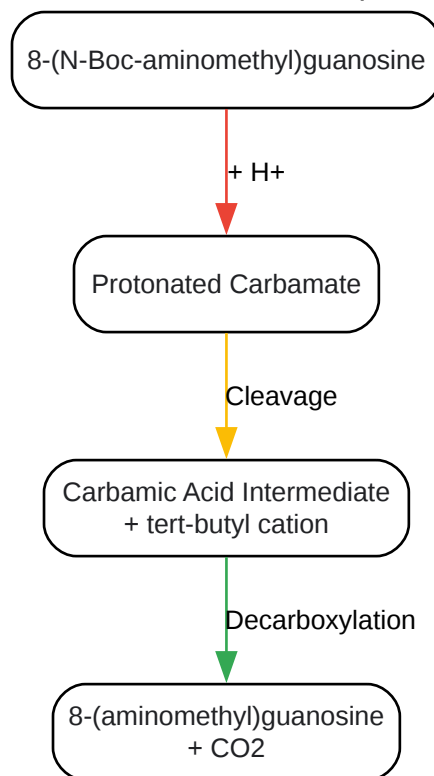 8-(N-Boc-aminomethyl)guanosine
+ H+
Protonated Carbamate
Cleavage
Carbamic Acid Intermediate
+ tert-butyl cation
Decarboxylation
8-(aminomethyl)guanosine
+ CO2